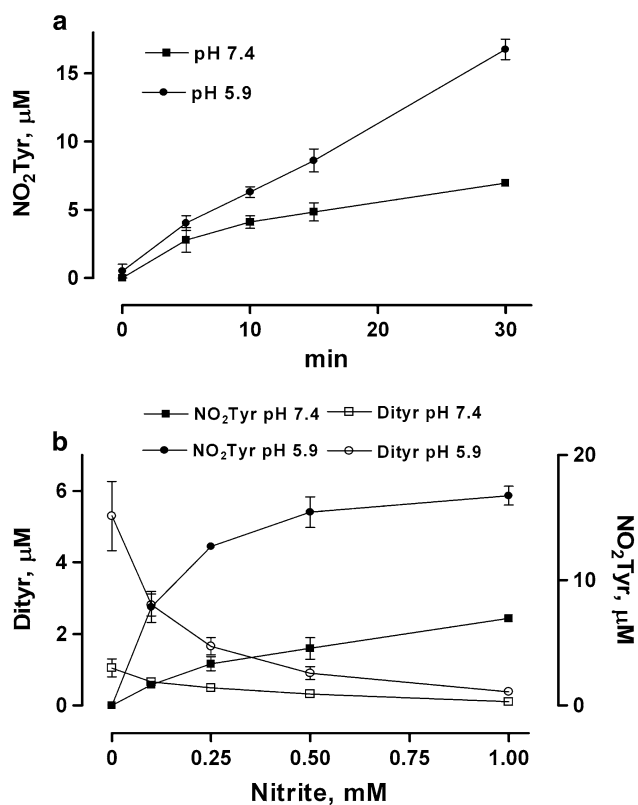 a
pH 7.4
pH 5.9
NO₂Tyr, μM
15
10
5
0
0 10 20 30
min
b
NO₂Tyr pH 7.4 Dityr pH 7.4
NO₂Tyr pH 5.9 Dityr pH 5.9
Dityr, μM
6
4
2
0
20
10
0
NO₂Tyr, μM
0 0.25 0.50 0.75 1.00
Nitrite, mM